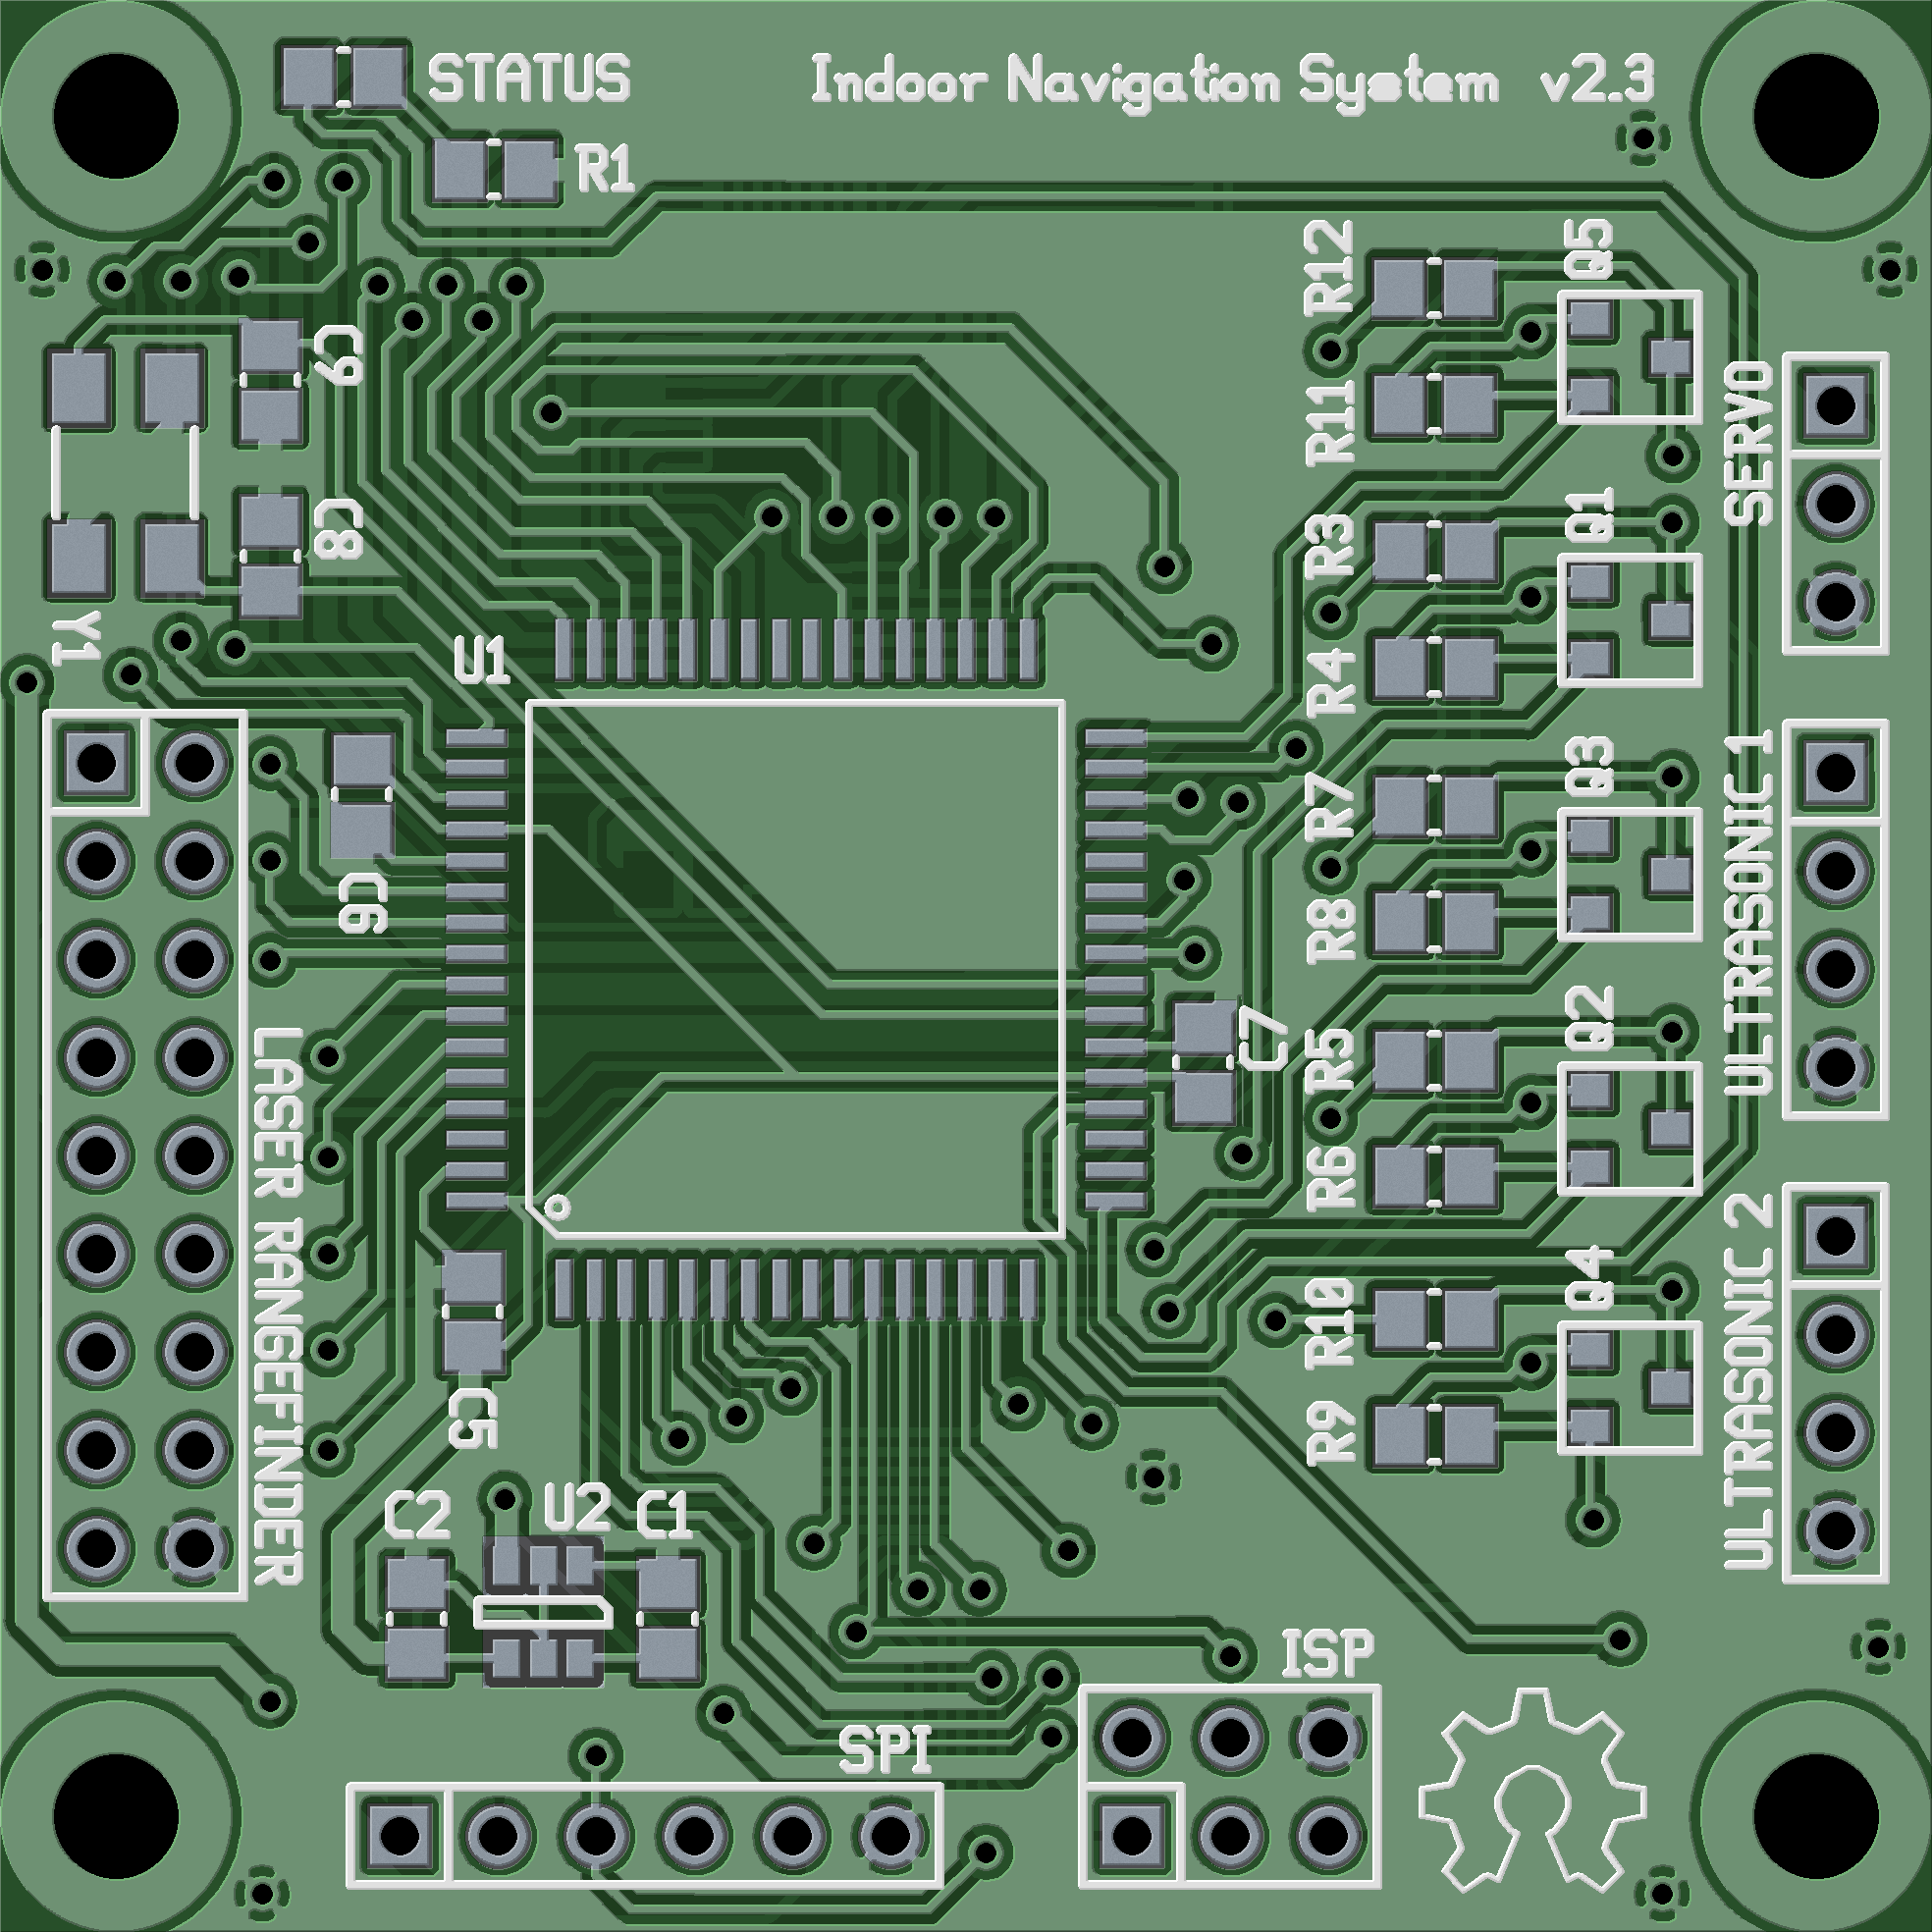 STATUS
Indoor Navigation System v2.3
R1
R12
Q5
C9
R11
SERVO
C8
R3
Q1
Y1
U1
R4
R7
Q3
ULTRASONIC 1
C6
R8
C7
R5
Q2
LASER RANGEFINDER
R6
R10
Q4
ULTRASONIC 2
C5
R9
C2
U2
C1
ISP
SPI